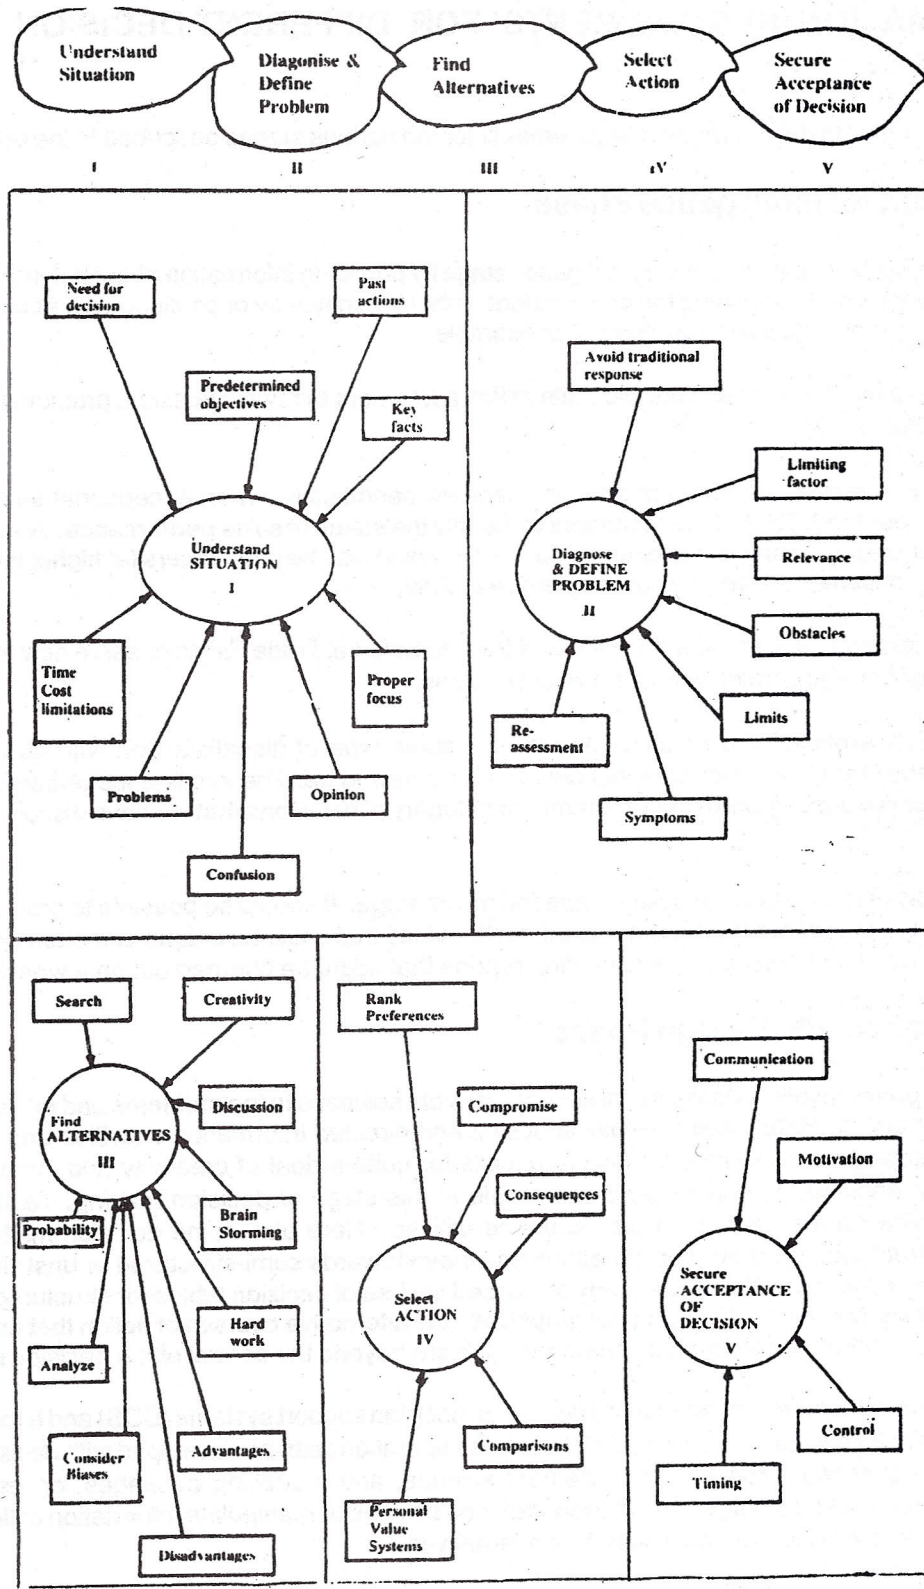 Understand
Situation
Diagonise &
Define
Problem
Find
Alternatives
Select
Action
Secure
Acceptance
of Decision
I
II
III
IV
V
Need for
decision
Past
actions
Predetermined
objectives
Key
facts
Understand
SITUATION
I
Time
Cost
limitations
Proper
focus
Problems
Opinion
Confusion
Avoid traditional
response
Limiting
factor
Diagnose
& DEFINE
PROBLEM
II
Relevance
Obstacles
Limits
Re-
assessment
Symptoms
Search
Creativity
Discussion
Find
ALTERNATIVES
III
Probability
Brain
Storming
Hard
work
Analyze
Consider
Biases
Advantages
Disadvantages
Rank
Preferences
Compromise
Consequences
Select
ACTION
IV
Comparisons
Personal
Value
Systems
Communication
Motivation
Secure
ACCEPTANCE
OF
DECISION
V
Control
Timing